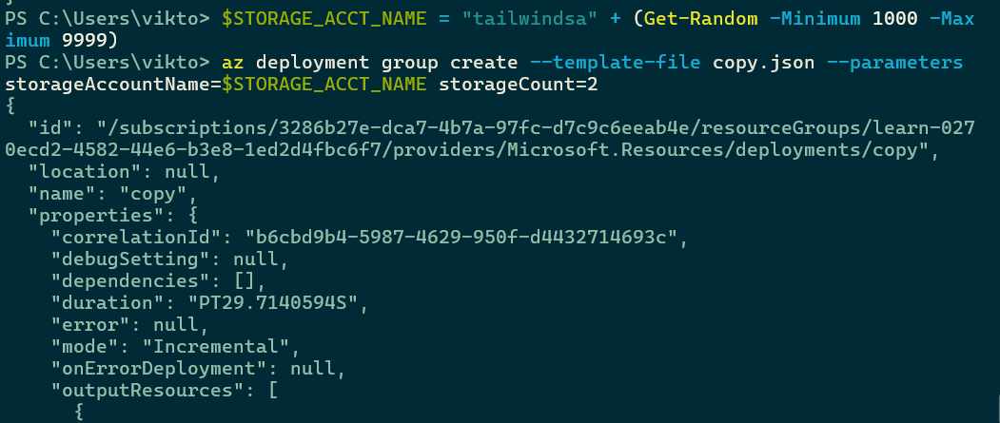 PS C:\Users\vikto> $STORAGE_ACCT_NAME = "tailwindsa" + (Get-Random -Minimum 1000 -Max
imum 9999)
PS C:\Users\vikto> az deployment group create --template-file copy.json --parameters
storageAccountName=$STORAGE_ACCT_NAME storageCount=2
{
  "id": "/subscriptions/3286b27e-dca7-4b7a-97fc-d7c9c6eeab4e/resourceGroups/learn-027
0ecd2-4582-44e6-b3e8-1ed2d4fbc6f7/providers/Microsoft.Resources/deployments/copy",
  "location": null,
  "name": "copy",
  "properties": {
    "correlationId": "b6cbd9b4-5987-4629-950f-d4432714693c",
    "debugSetting": null,
    "dependencies": [],
    "duration": "PT29.7140594S",
    "error": null,
    "mode": "Incremental",
    "onErrorDeployment": null,
    "outputResources": [
      {